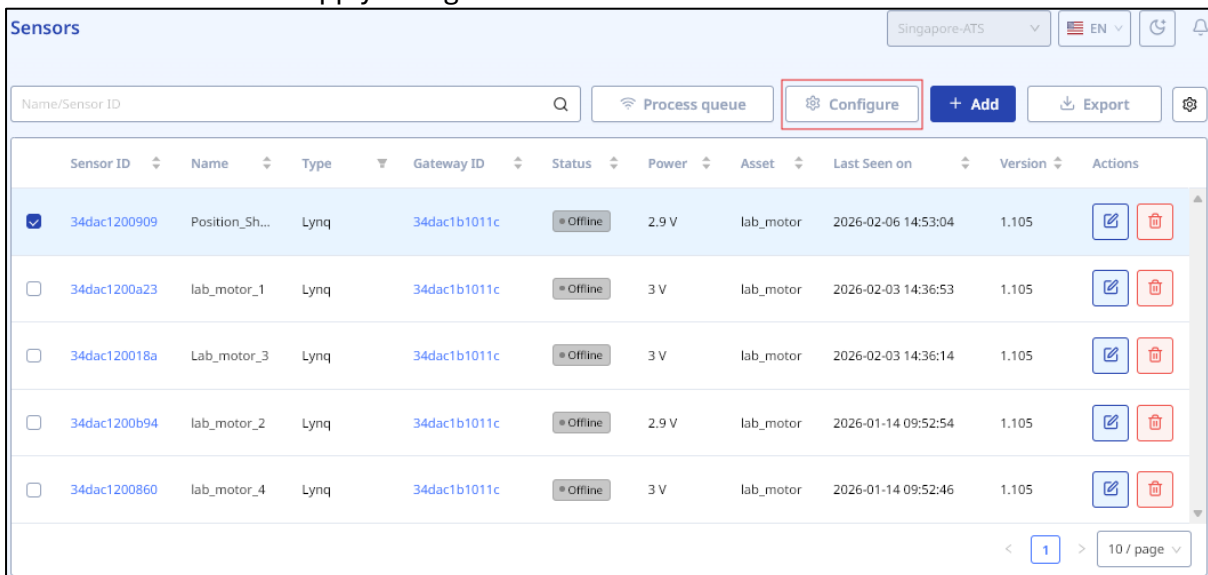 Sensors
Singapore-ATS EN
Name/Sensor ID Process queue Configure + Add Export
Sensor ID Name Type Gateway ID Status Power Asset Last Seen on Version Actions
34dac1200909 Position_Sh... Lynq 34dac1b1011c Offline 2.9 V lab_motor 2026-02-06 14:53:04 1.105
34dac1200a23 lab_motor_1 Lynq 34dac1b1011c Offline 3 V lab_motor 2026-02-03 14:36:53 1.105
34dac120018a Lab_motor_3 Lynq 34dac1b1011c Offline 3 V lab_motor 2026-02-03 14:36:14 1.105
34dac1200b94 lab_motor_2 Lynq 34dac1b1011c Offline 2.9 V lab_motor 2026-01-14 09:52:54 1.105
34dac1200860 lab_motor_4 Lynq 34dac1b1011c Offline 3 V lab_motor 2026-01-14 09:52:46 1.105
< 1 > 10 / page